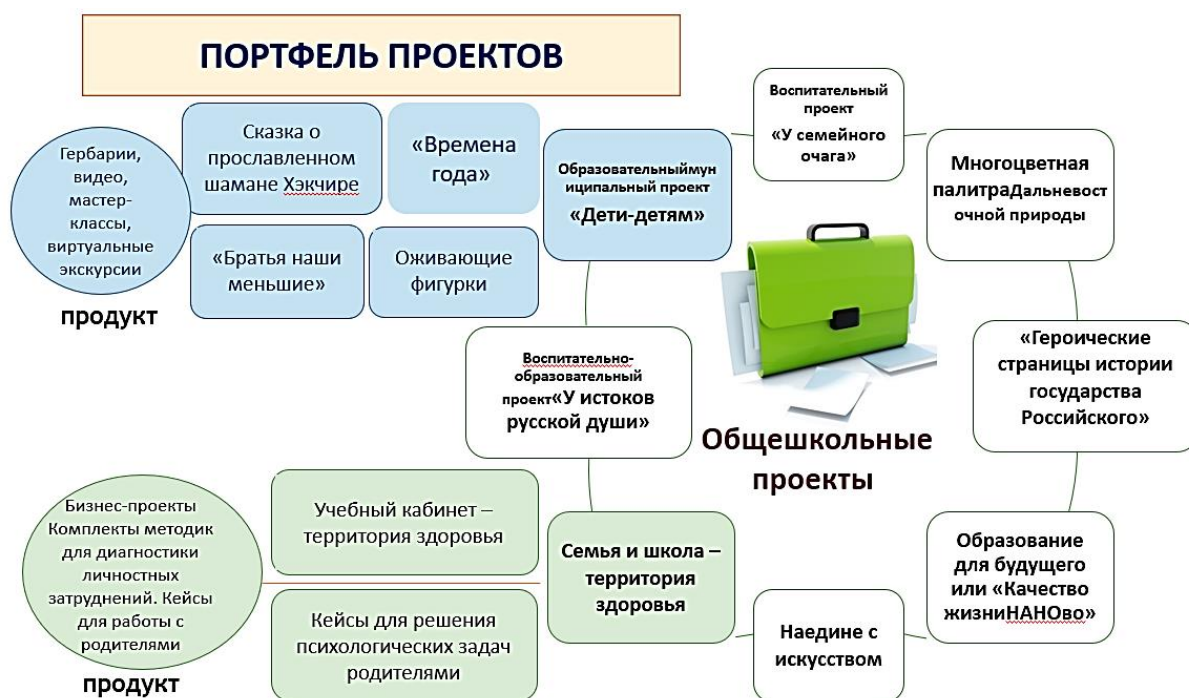 ПОРТФЕЛЬ ПРОЕКТОВ
Гербарии,
видео,
мастер-
классы,
виртуальные
экскурсии
продукт
Сказка о
прославленном
шамане Хэкчире
«Времена
года»
«Братья наши
меньшие»
Оживающие
фигурки
Образовательныймун
иципальный проект
«Дети-детям»
Воспитательный
проект
«У семейного
очага»
Многоцветная
палитраДальневост
очной природы
«Героические
страницы истории
государства
Российского»
Образование
для будущего
или «Качество
жизниНАНОво»
Наедине с
искусством
Семья и школа –
территория
здоровья
Воспитательно-
образовательный
проект«У истоков
русской души»
Общешкольные
проекты
Учебный кабинет –
территория здоровья
Кейсы для решения
психологических задач
родителями
Бизнес-проекты
Комплекты методик
для диагностики
личностных
затруднений. Кейсы
для работы с
родителями
продукт